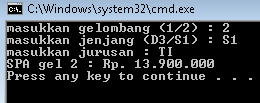 C:\Windows\system32\cmd.exe
masukkan gelombang (1/2) : 2
masukkan jenjang (D3/S1) : S1
masukkan jurusan : TI
SPA gel 2 : Rp. 13.900.000
Press any key to continue . . .